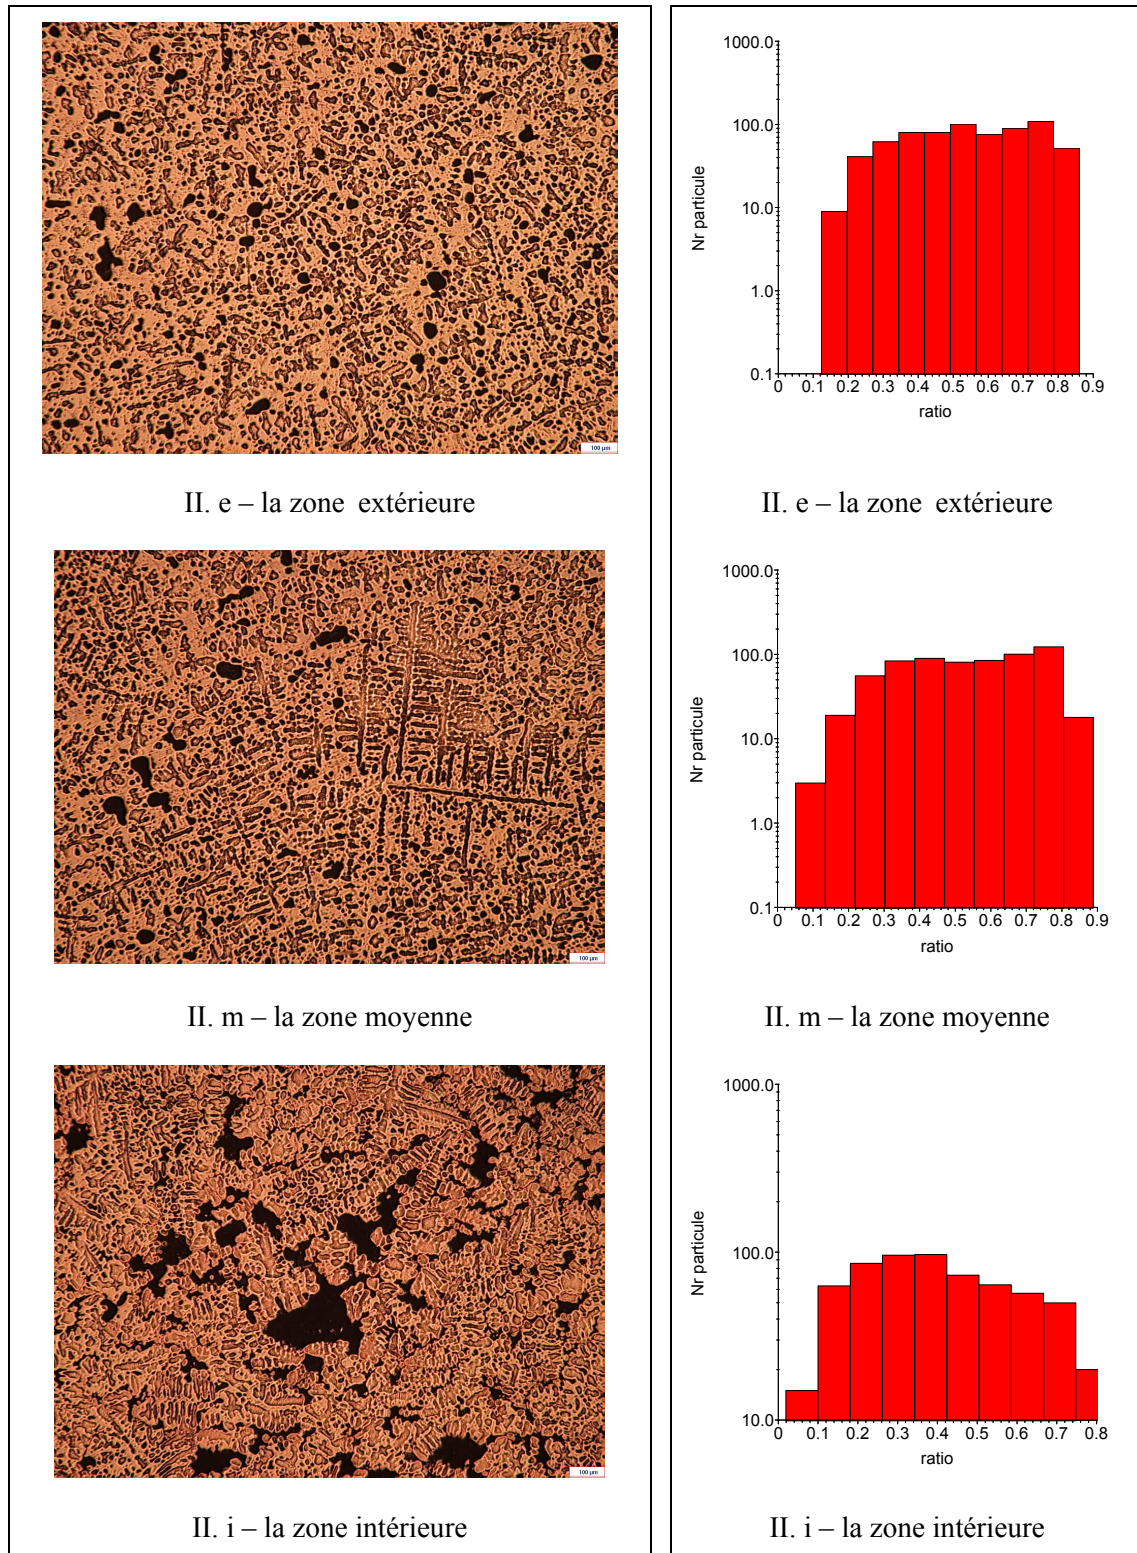 100 µm
II. e – la zone extérieure
1000.0
100.0
10.0
1.0
0.1
Nr particule
0 0.1 0.2 0.3 0.4 0.5 0.6 0.7 0.8 0.9
ratio
II. e – la zone extérieure
100 µm
II. m – la zone moyenne
1000.0
100.0
10.0
1.0
0.1
Nr particule
0 0.1 0.2 0.3 0.4 0.5 0.6 0.7 0.8 0.9
ratio
II. m – la zone moyenne
100 µm
II. i – la zone intérieure
1000.0
100.0
10.0
Nr particule
0 0.1 0.2 0.3 0.4 0.5 0.6 0.7 0.8
ratio
II. i – la zone intérieure